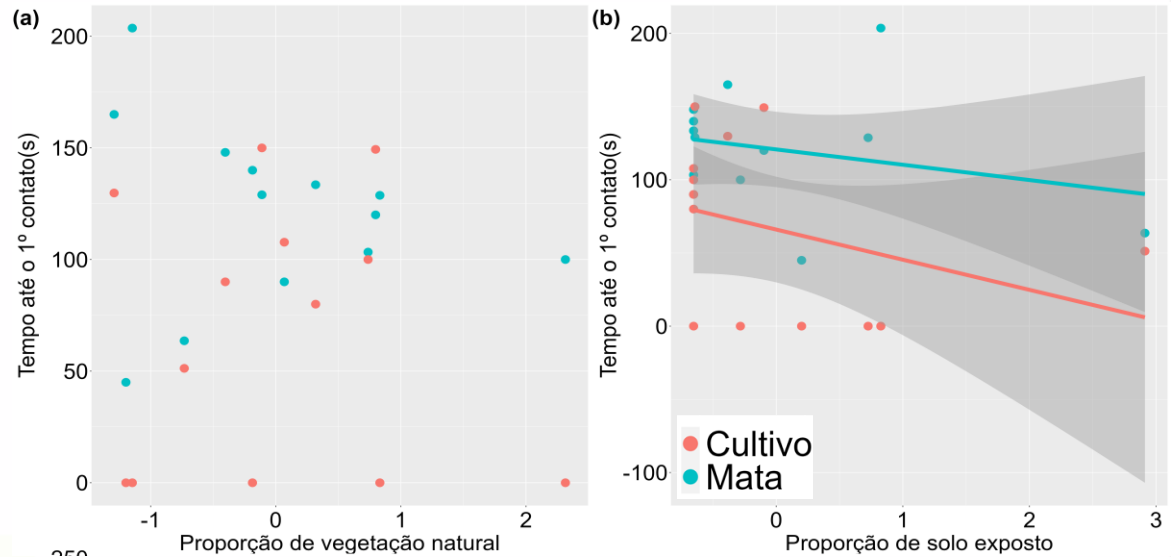 (a)
Tempo até o 1º contato(s)
200
150
100
50
0
-1
0
1
2
Proporção de vegetação natural
(b)
Tempo até o 1º contato(s)
200
100
0
-100
0
1
2
3
Proporção de solo exposto
Cultivo
Mata